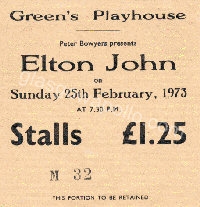 Green's Playhouse
Peter Bowyers presents
Elton John
ON
Sunday 25th February, 1973
AT 7.30 P.M.
Stalls £1.25
M 32
THIS PORTION TO BE RETAINED